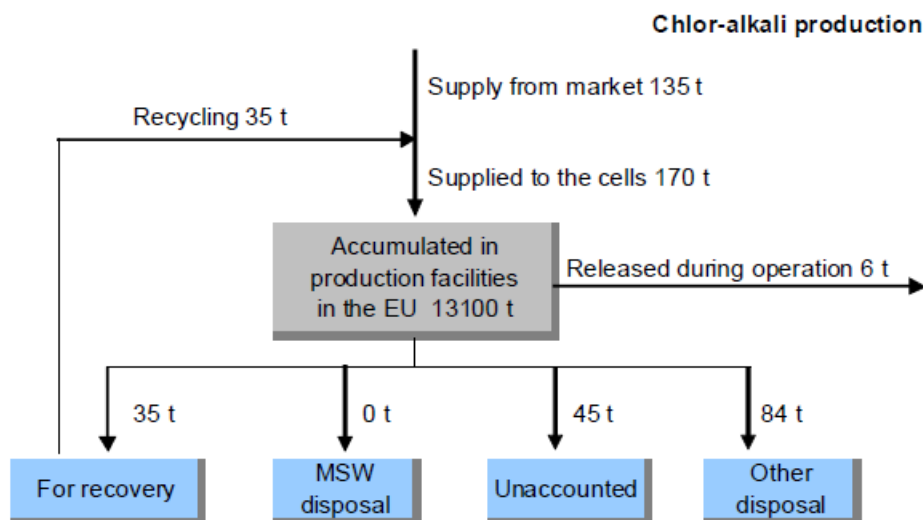 Chlor-alkali production
Supply from market 135 t
Recycling 35 t
Supplied to the cells 170 t
Accumulated in
production facilities
in the EU 13100 t
Released during operation 6 t
35 t
0 t
45 t
84 t
For recovery
MSW
disposal
Unaccounted
Other
disposal